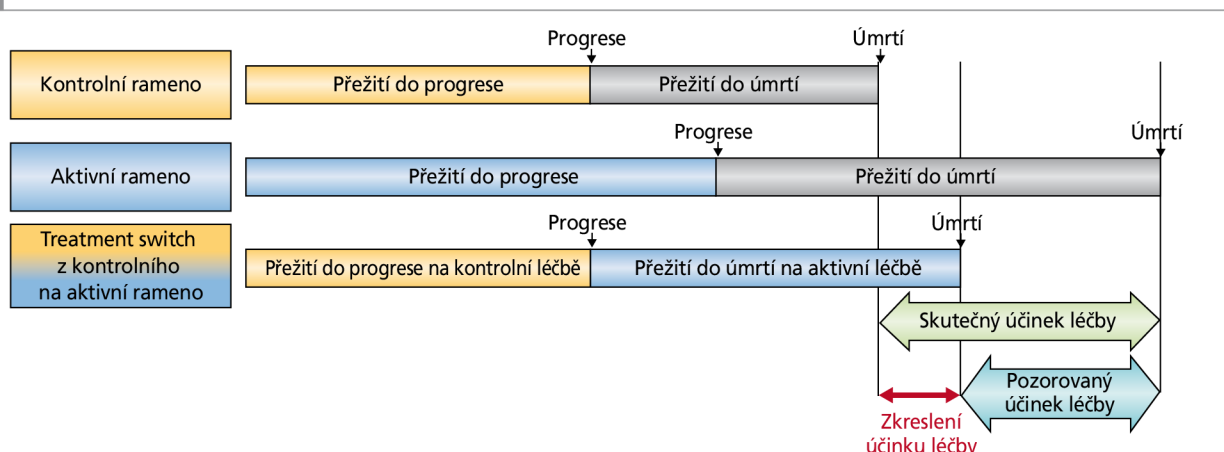 Progrese
Úmrtí
Kontrolní rameno
Přežití do progrese
Přežití do úmrtí
Progrese
Úmrtí
Aktivní rameno
Přežití do progrese
Přežití do úmrtí
Progrese
Úmrtí
Treatment switch
z kontrolního
na aktivní rameno
Přežití do progrese na kontrolní léčbě
Přežití do úmrtí na aktivní léčbě
Skutečný účinek léčby
Pozorovaný
účinek léčby
Zkreslení
účinku léčby